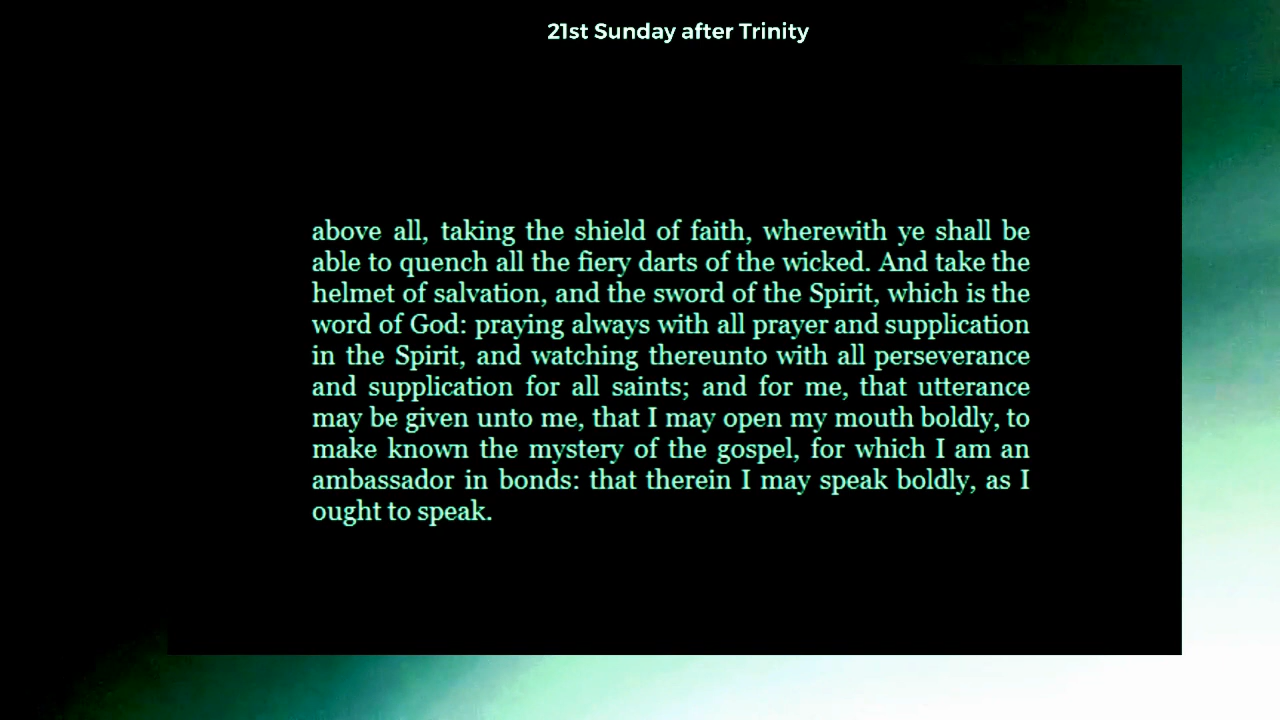 21st Sunday after Trinity
above all, taking the shield of faith, wherewith ye shall be
able to quench all the fiery darts of the wicked. And take the
helmet of salvation, and the sword of the Spirit, which is the
word of God: praying always with all prayer and supplication
in the Spirit, and watching thereunto with all perseverance
and supplication for all saints; and for me, that utterance
may be given unto me, that I may open my mouth boldly, to
make known the mystery of the gospel, for which I am an
ambassador in bonds: that therein I may speak boldly, as I
ought to speak.